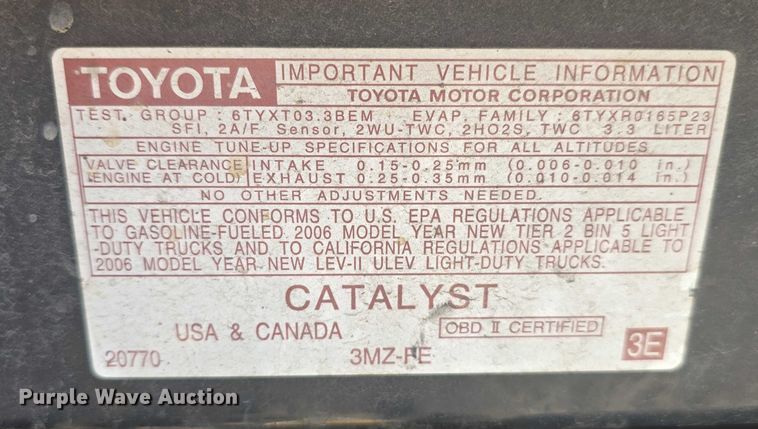 TOYOTA
IMPORTANT VEHICLE INFORMATION
TOYOTA MOTOR CORPORATION
TEST GROUP : 6TYXT03.3BEM EVAP. FAMILY : 6TYXR0165P23
SFI, 2A/F Sensor, 2WU-TWC, 2HO2S, TWC 3.3 LITER
ENGINE TUNE-UP SPECIFICATIONS FOR ALL ALTITUDES
VALVE CLEARANCE INTAKE 0.15-0.25mm (0.006-0.010 in.)
(ENGINE AT COLD) EXHAUST 0.25-0.35mm (0.010-0.014 in.)
NO OTHER ADJUSTMENTS NEEDED.
THIS VEHICLE CONFORMS TO U.S. EPA REGULATIONS APPLICABLE
TO GASOLINE-FUELED 2006 MODEL YEAR NEW TIER 2 BIN 5 LIGHT
-DUTY TRUCKS AND TO CALIFORNIA REGULATIONS APPLICABLE TO
2006 MODEL YEAR NEW LEV-II ULEV LIGHT-DUTY TRUCKS.
CATALYST
USA & CANADA OBD II CERTIFIED
20770 3MZ-FE 3E
Purple Wave Auction